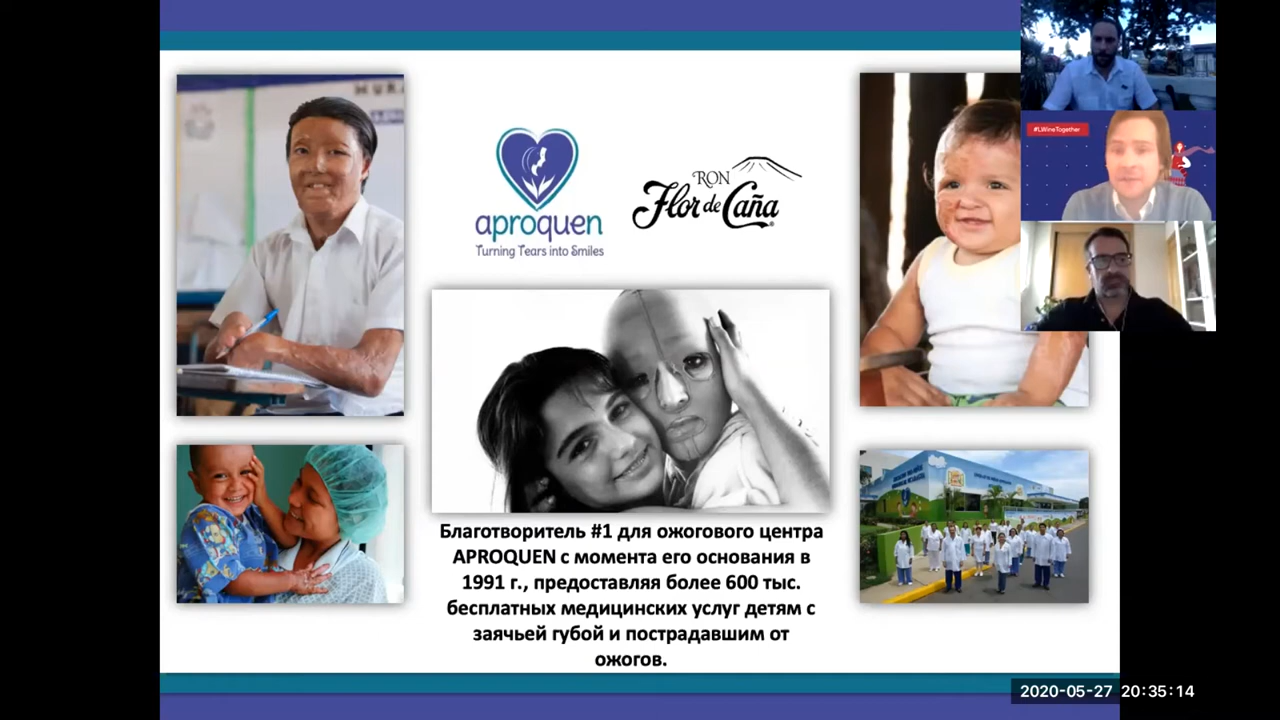 #LWineTogether
aproquen
Turning Tears into Smiles
RON
Flor de Caña
Благотворитель #1 для ожогового центра
APROQUEN с момента его основания в
1991 г., предоставляя более 600 тыс.
бесплатных медицинских услуг детям с
заячьей губой и пострадавшим от
ожогов.
2020-05-27 20:35:14